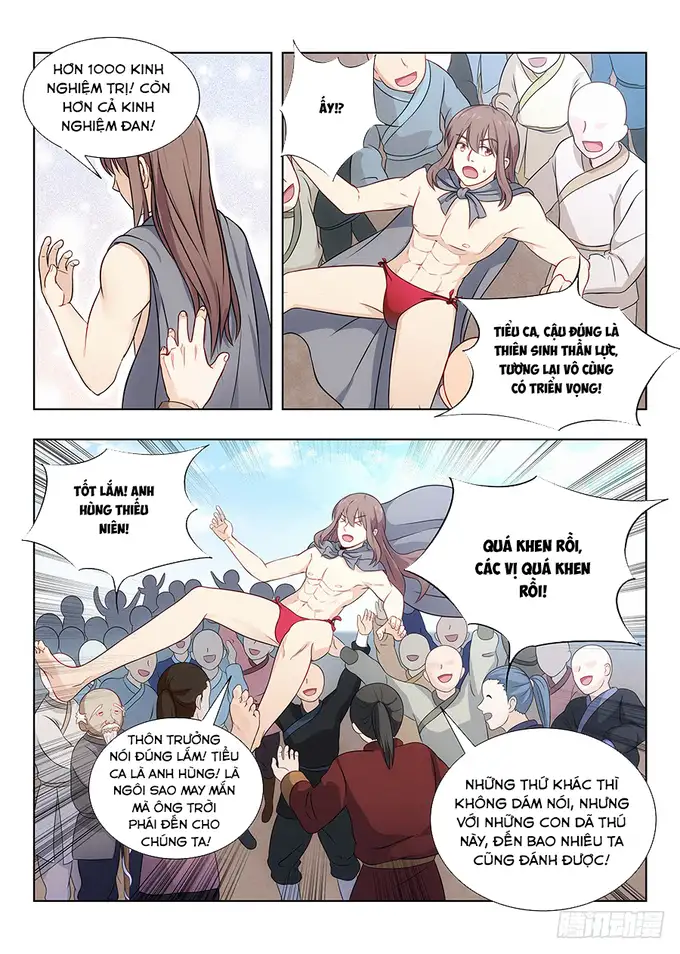 HƠN 1000 KINH
NGHIỆM TRỊ! CÒN
HƠN CẢ KINH
NGHIỆM ĐAN!
ẤY!?
TIỂU CA, CẬU ĐÚNG LÀ
THIÊN SINH THẦN LỰC,
TƯƠNG LAI VÔ CÙNG
CÓ TRIỂN VỌNG!
TỐT LẮM! ANH
HÙNG THIẾU
NIÊN!
QUÁ KHEN RỒI,
CÁC VỊ QUÁ KHEN
RỒI!
THÔN TRƯỞNG
NÓI ĐÚNG LẮM! TIỂU
CA LÀ ANH HÙNG! LÀ
NGÔI SAO MAY MẮN
MÀ ÔNG TRỜI
PHÁI ĐẾN CHO
CHÚNG TA!
NHỮNG THỨ KHÁC THÌ
KHÔNG DÁM NÓI, NHƯNG
VỚI NHỮNG CON DÃ THÚ
NÀY, ĐẾN BAO NHIÊU TA
CŨNG ĐÁNH ĐƯỢC!
腾讯动漫